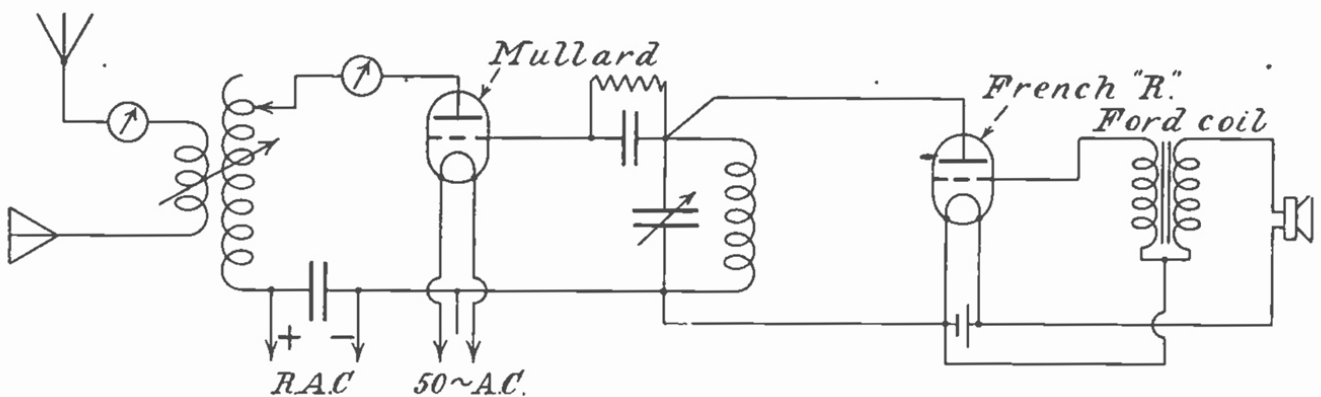 Mullard
French "R."
Ford coil
+ −
R.A.C
50~A.C.